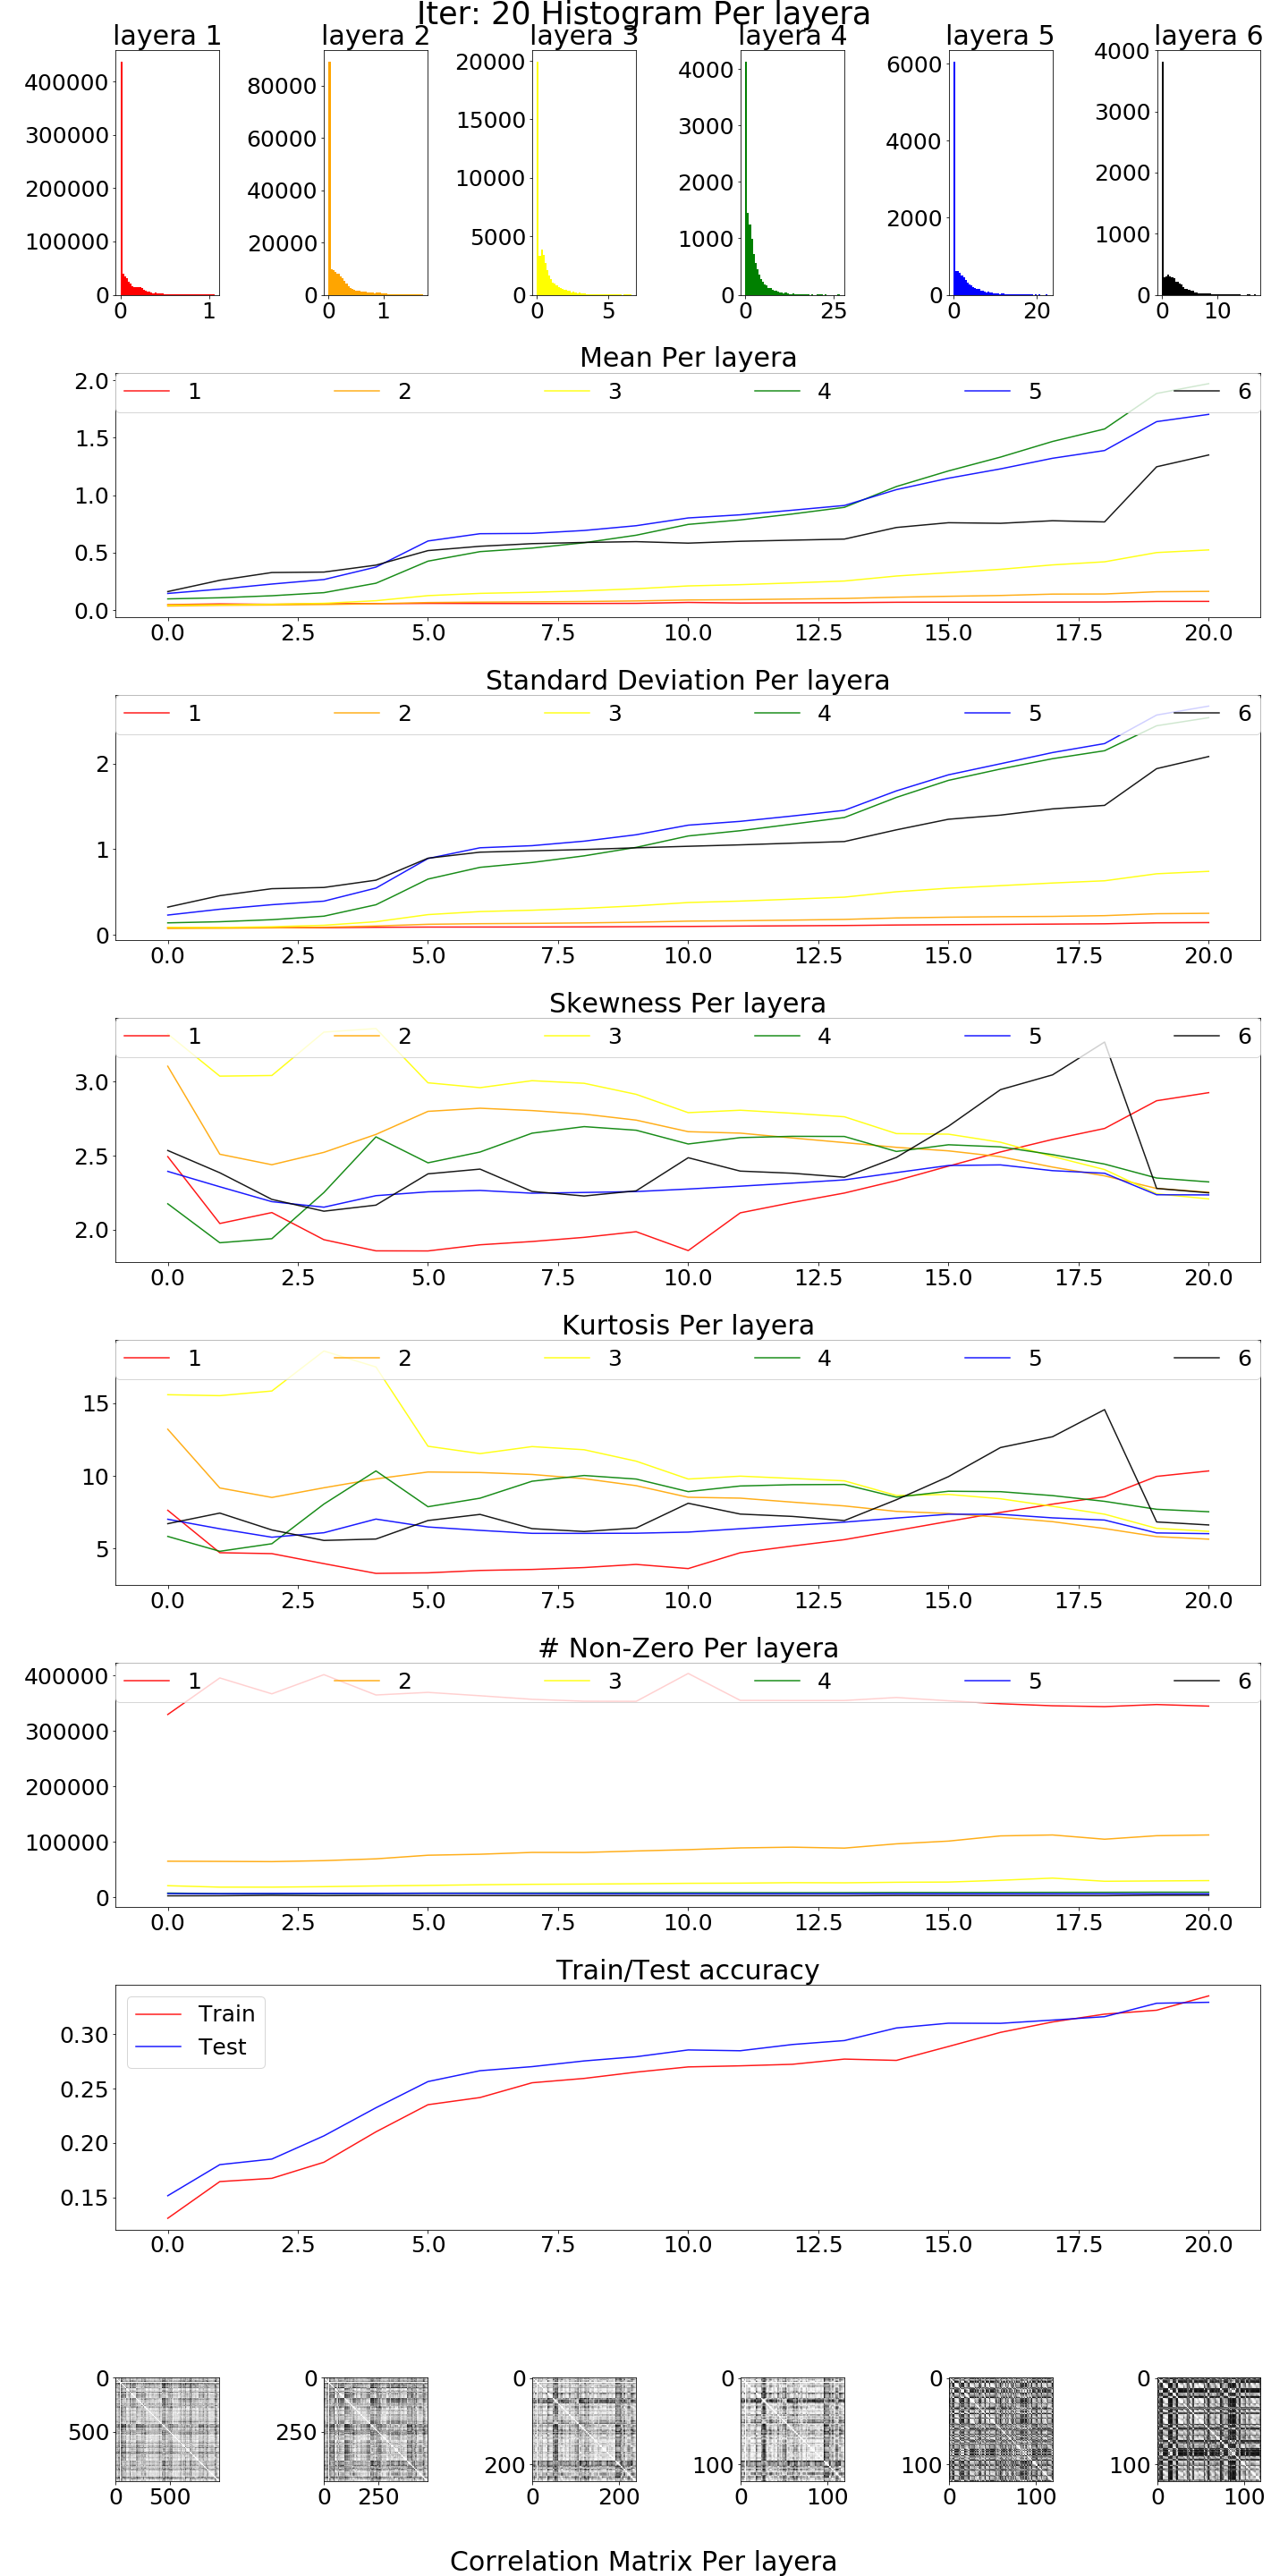 Iter: 20 Histogram Per layera
layera 1 layera 2 layera 3 layera 4 layera 5 layera 6
400000 300000 200000 100000 0
0 1
80000 60000 40000 20000 0
0 1
20000 15000 10000 5000 0
0 5
4000 3000 2000 1000 0
0 25
6000 4000 2000 0
0 20
4000 3000 2000 1000 0
0 10
Mean Per layera
1 2 3 4 5 6
2.0
1.5
1.0
0.5
0.0
0.0 2.5 5.0 7.5 10.0 12.5 15.0 17.5 20.0
Standard Deviation Per layera
1 2 3 4 5 6
2
1
0
0.0 2.5 5.0 7.5 10.0 12.5 15.0 17.5 20.0
Skewness Per layera
1 2 3 4 5 6
3.0
2.5
2.0
0.0 2.5 5.0 7.5 10.0 12.5 15.0 17.5 20.0
Kurtosis Per layera
1 2 3 4 5 6
15
10
5
0.0 2.5 5.0 7.5 10.0 12.5 15.0 17.5 20.0
# Non-Zero Per layera
400000 1 2 3 4 5 6
300000
200000
100000
0
0.0 2.5 5.0 7.5 10.0 12.5 15.0 17.5 20.0
Train/Test accuracy
Train
Test
0.30
0.25
0.20
0.15
0.0 2.5 5.0 7.5 10.0 12.5 15.0 17.5 20.0
0 500
0 500
0 250
0 250
0 200
0 200
0 100
0 100
0 100
0 100
0 100
0 100
Correlation Matrix Per layera